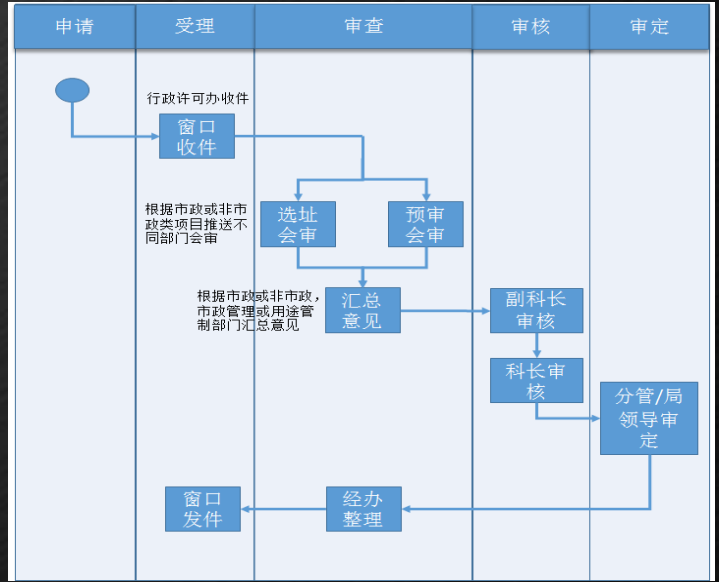 申请
受理
审查
审核
审定
行政许可办收件
窗口
收件
根据市政或非市
政类项目推送不
同部门会审
选址
会审
预审
会审
根据市政或非市政，
市政管理或用途管
制部门汇总意见
汇总
意见
副科长
审核
科长审
核
分管/局
领导审
定
窗口
发件
经办
整理